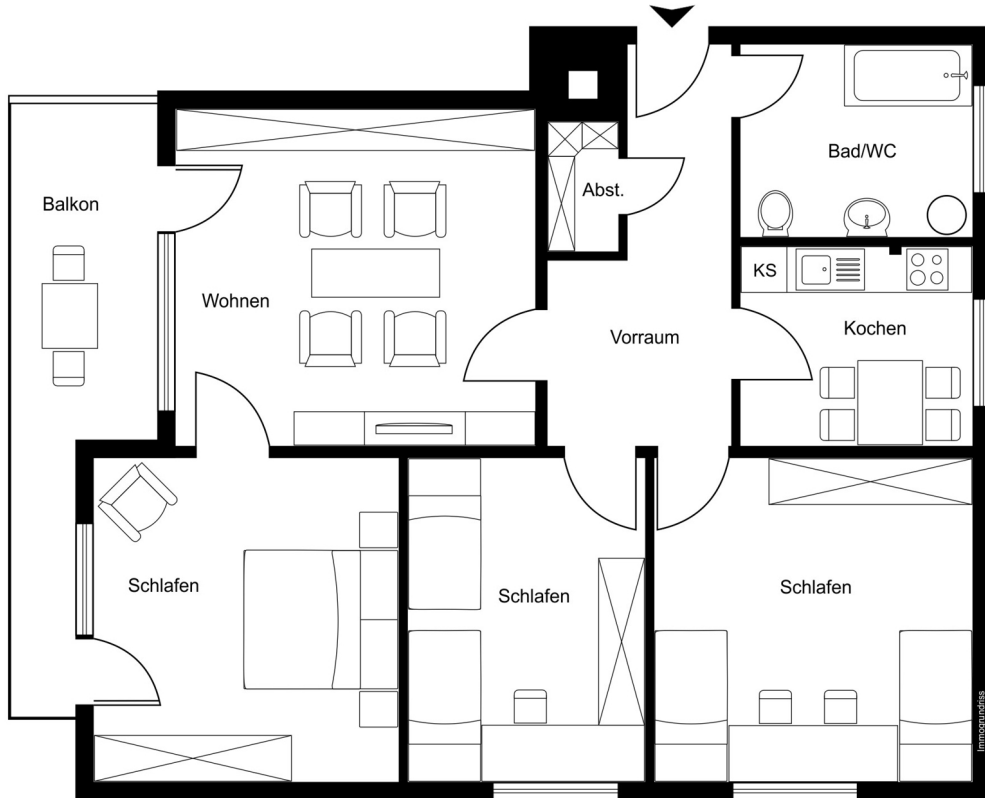 Bad/WC
Abst.
Balkon
KS
Wohnen
Kochen
Vorraum
Schlafen
Schlafen
Schlafen
Immogrundriss